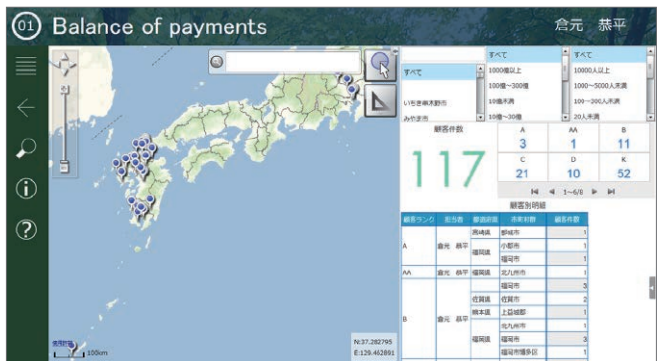 01 Balance of payments
倉元 恭平
すべて
すべて
すべて
1000億以上
10000人以上
100億～300億
1000～5000人未満
いちき串木野市
10億未満
100～200人未満
みやま市
10億～30億
20人未満
顧客件数
117
A
AA
B
3
1
11
C
D
K
21
10
52
1～6/8
顧客別明細
顧客ランク 担当者 都道府県 市町村郡 顧客件数
宮崎県 都城市 1
A 倉元 恭平 福岡県 小郡市 1
福岡市 1
AA 倉元 恭平 福岡県 北九州市 1
福岡市 3
佐賀県 佐賀市 2
熊本県 上益城郡 1
B 倉元 恭平 福岡県 北九州市 1
福岡市 3
福岡市博多区 1
100km
N:37.282795
E:129.462891